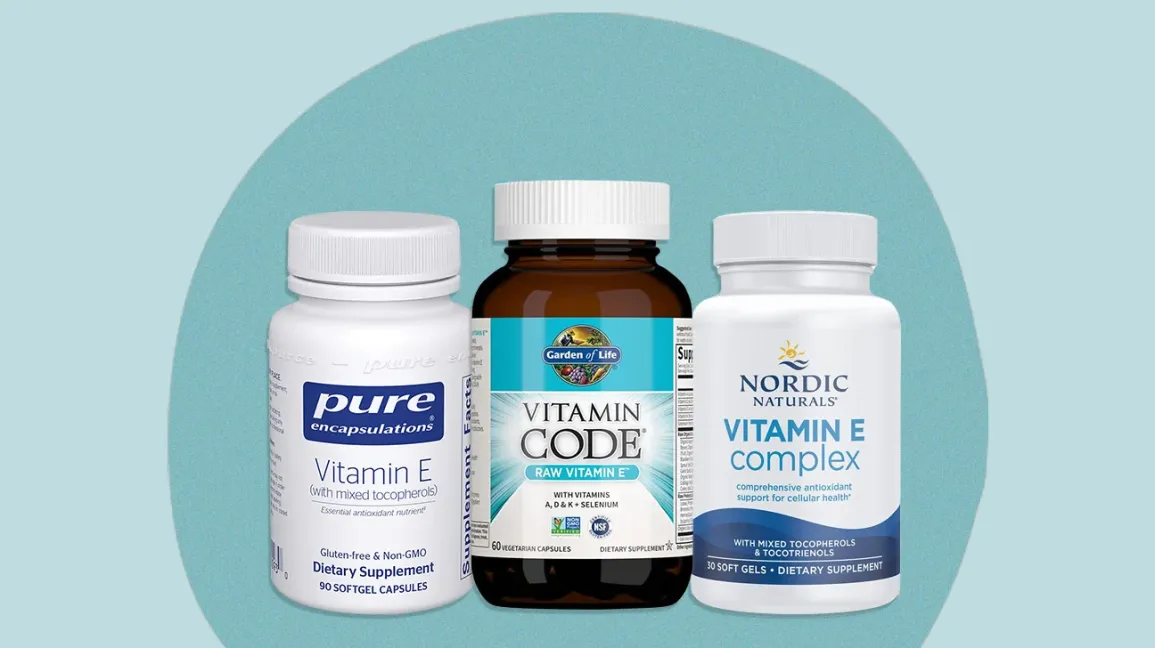 pure
encapsulations®
Vitamin E
(with mixed tocopherols)
Essential antioxidant nutrient‡
Gluten-free & Non-GMO
Dietary Supplement
90 SOFTGEL CAPSULES
Supplement Facts
Garden of Life
VITAMIN
CODE®
RAW VITAMIN E™
WITH VITAMINS
A, D & K + SELENIUM
NON
GMO
VERIFIED
NSF
60 VEGETARIAN CAPSULES
DIETARY SUPPLEMENT
NORDIC
NATURALS®
VITAMIN E
complex
comprehensive antioxidant
support for cellular health*
WITH MIXED TOCOPHEROLS
& TOCOTRIENOLS
30 SOFT GELS • DIETARY SUPPLEMENT